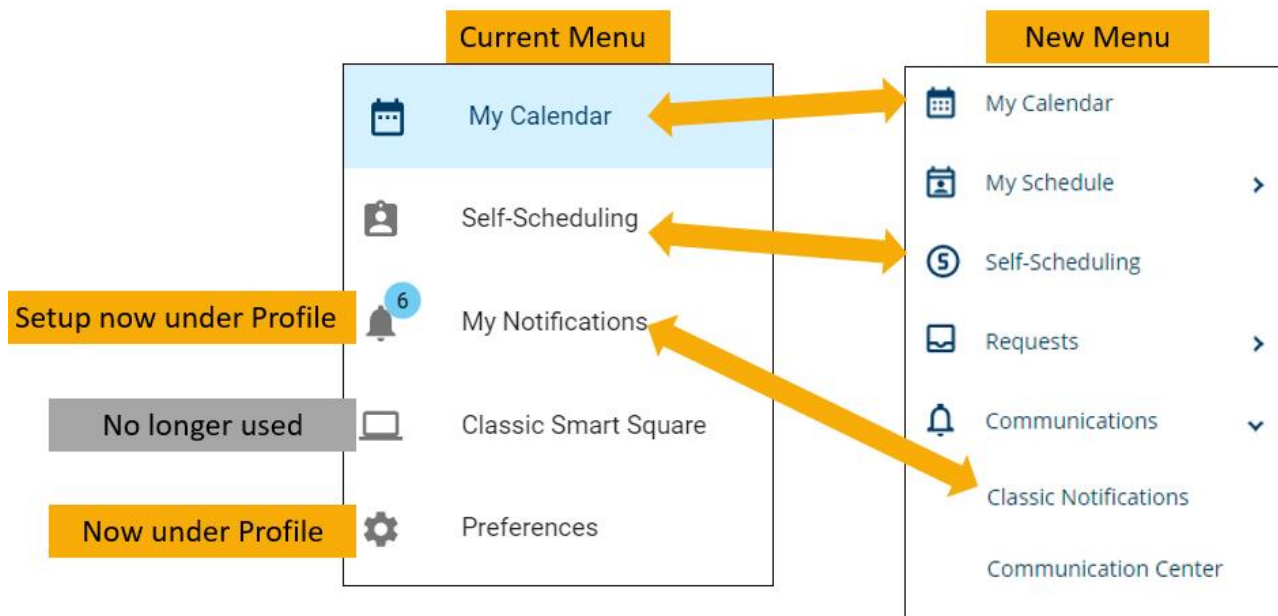 Current Menu
New Menu
My Calendar
Self-Scheduling
6
Setup now under Profile
My Notifications
No longer used
Classic Smart Square
Now under Profile
Preferences
My Calendar
My Schedule
Self-Scheduling
Requests
Communications
Classic Notifications
Communication Center